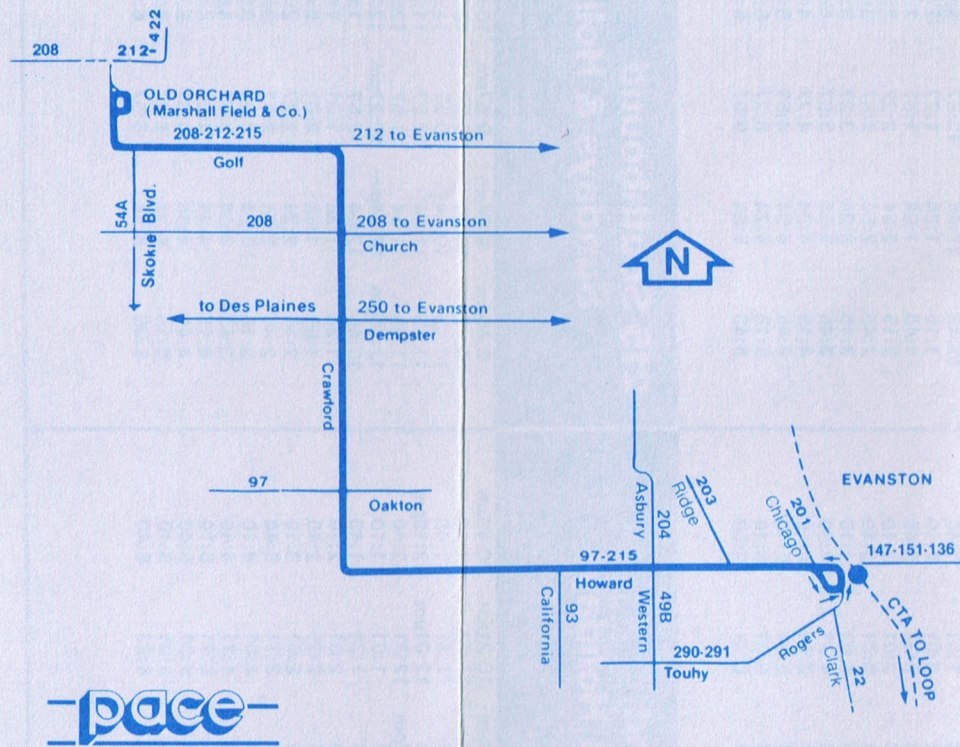 422
208
212-
OLD ORCHARD
(Marshall Field & Co.)
208-212-215
212 to Evanston
Golf
54A
Skokie Blvd.
208
208 to Evanston
Church
N
to Des Plaines
250 to Evanston
Dempster
Crawford
97
Oakton
Asbury
204
203
Ridge
EVANSTON
201
Chicago
147-151-136
97-215
Howard
California
93
Western
49B
290-291
Touhy
Rogers
Clark
22
CTA TO LOOP
pace